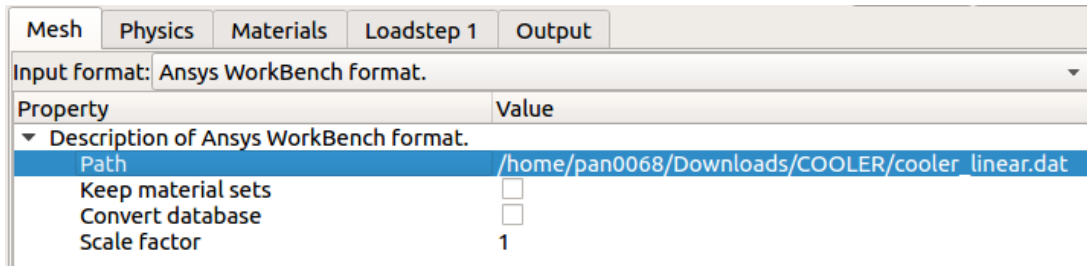 Mesh Physics Materials Loadstep 1 Output
Input format: Ansys WorkBench format.
Property Value
Description of Ansys WorkBench format.
Path /home/pan0068/Downloads/COOLER/cooler_linear.dat
Keep material sets
Convert database
Scale factor 1